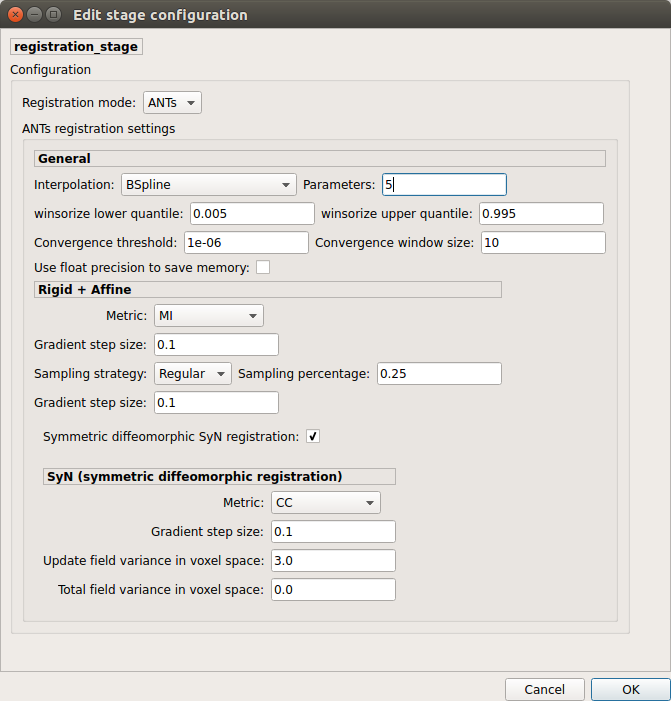 Edit stage configuration
registration_stage
Configuration
Registration mode: ANTs
ANTs registration settings
General
Interpolation: BSpline Parameters: 5
winsorize lower quantile: 0.005 winsorize upper quantile: 0.995
Convergence threshold: 1e-06 Convergence window size: 10
Use float precision to save memory:
Rigid + Affine
Metric: MI
Gradient step size: 0.1
Sampling strategy: Regular Sampling percentage: 0.25
Gradient step size: 0.1
Symmetric diffeomorphic SyN registration:
SyN (symmetric diffeomorphic registration)
Metric: CC
Gradient step size: 0.1
Update field variance in voxel space: 3.0
Total field variance in voxel space: 0.0
Cancel OK